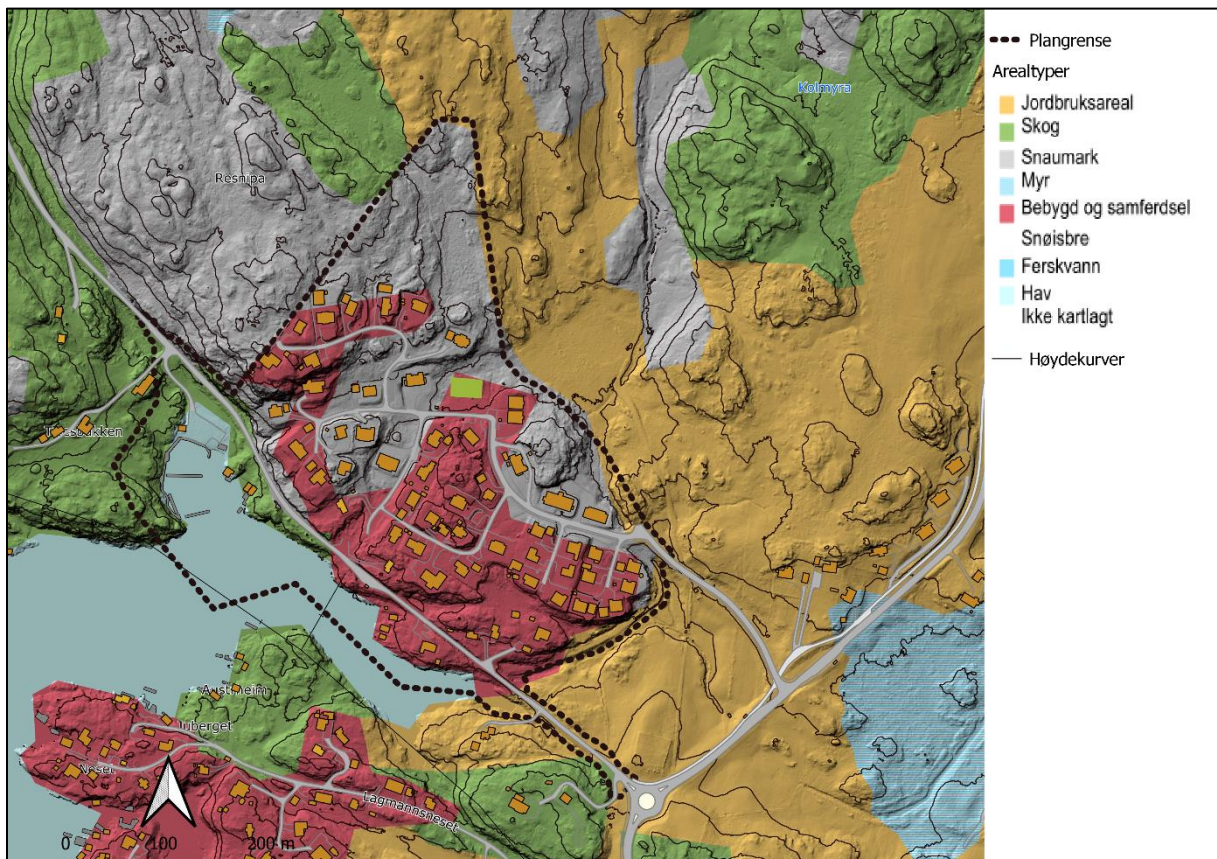 Plangrense
Arealtyper
Jordbruksareal
Skog
Snaumark
Myr
Bebygd og samferdsel
Snøisbre
Ferskvann
Hav
Ikke kartlagt
Høydekurver
Kolmyra
Resnipa
Austheim
Lagmannsneset
0 100 200 m